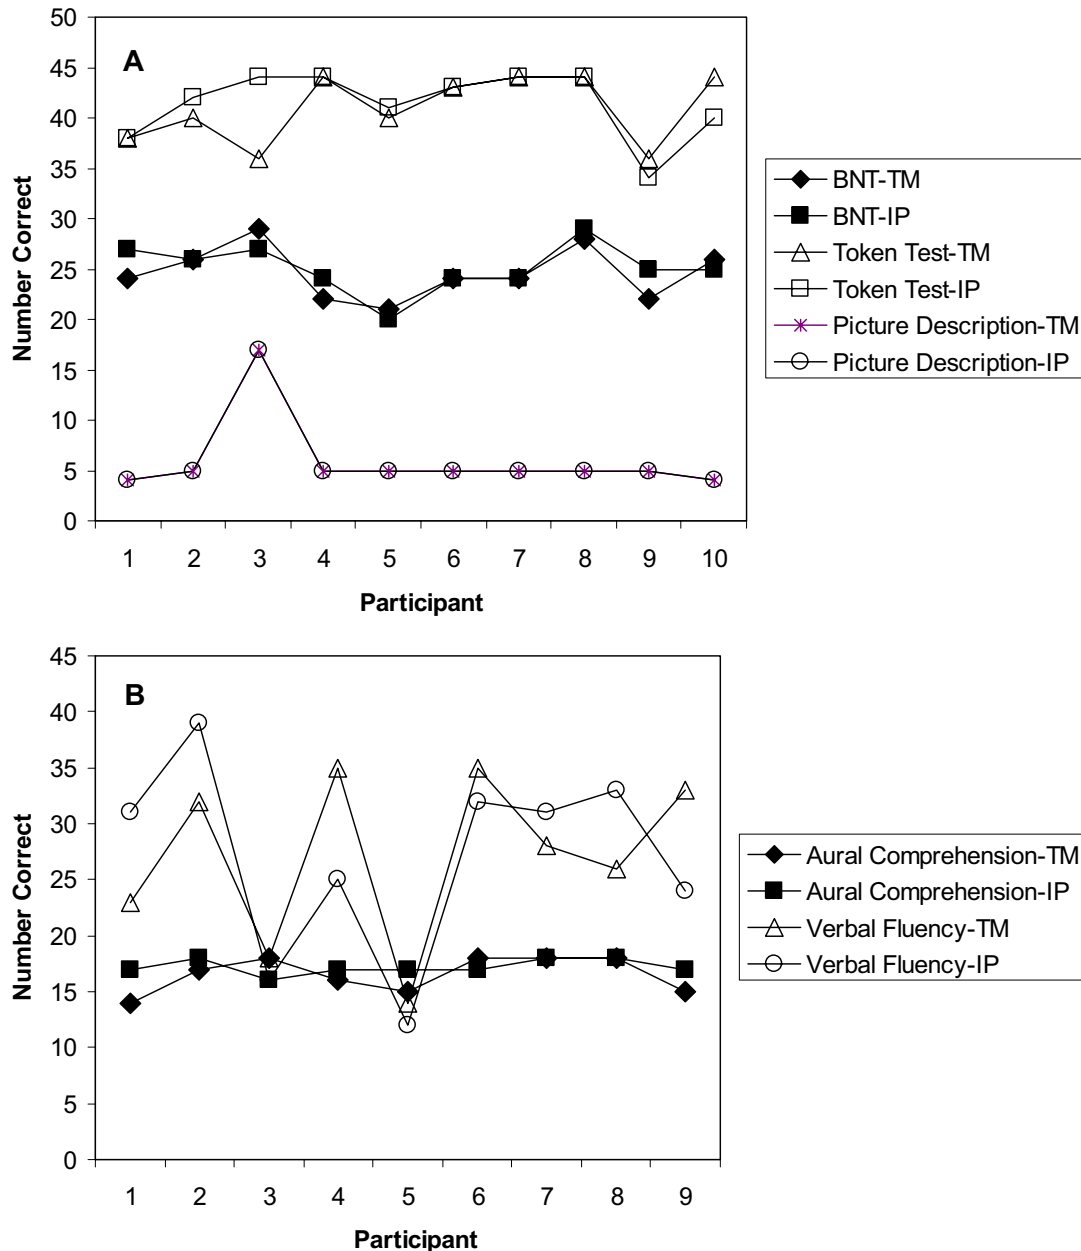 50
45
40
35
30
25
20
15
10
5
0
A
Number Correct
1 2 3 4 5 6 7 8 9 10
Participant
BNT-TM
BNT-IP
Token Test-TM
Token Test-IP
Picture Description-TM
Picture Description-IP
45
40
35
30
25
20
15
10
5
0
B
Number Correct
1 2 3 4 5 6 7 8 9
Participant
Aural Comprehension-TM
Aural Comprehension-IP
Verbal Fluency-TM
Verbal Fluency-IP